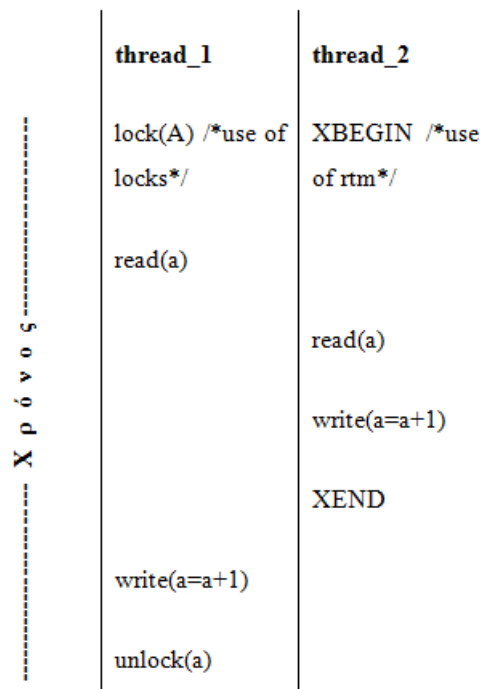 thread_1 thread_2
lock(A) /*use of XBEGIN /*use
locks*/ of rtm*/
read(a)
read(a)
write(a=a+1)
XEND
write(a=a+1)
unlock(a)
Χρόνος